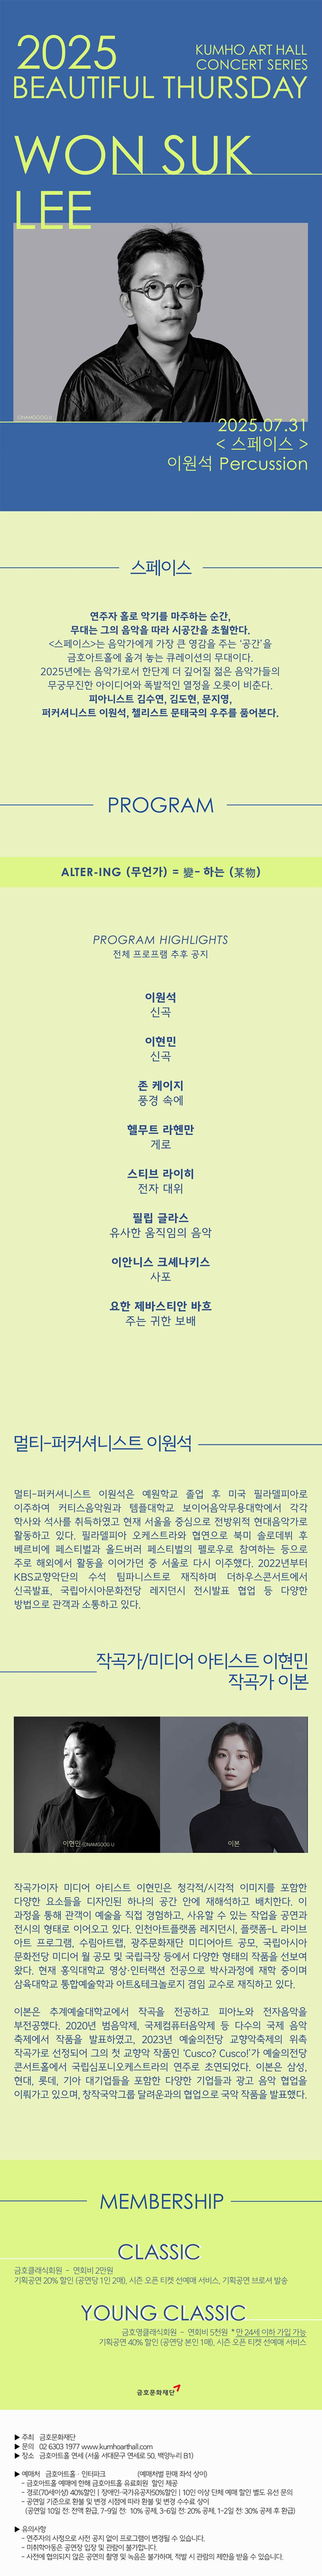 2025
KUMHO ART HALL
CONCERT SERIES
BEAUTIFUL THURSDAY
WON SUK
LEE
©NAMGOOG U
2025.07.31
< 스페이스 >
이원석 Percussion
스페이스
연주자 홀로 악기를 마주하는 순간,
무대는 그의 음악을 따라 시공간을 초월한다.
<스페이스>는 음악가에게 가장 큰 영감을 주는 ‘공간’을
금호아트홀에 옮겨 놓는 큐레이션의 무대이다.
2025년에는 음악가로서 한단계 더 깊어질 젊은 음악가들의
무궁무진한 아이디어와 폭발적인 열정을 오롯이 비춘다.
피아니스트 김수연, 김도현, 문지영,
퍼커셔니스트 이원석, 첼리스트 문태국의 우주를 품어본다.
PROGRAM
ALTER-ING (무언가) = 變- 하는 (某物)
PROGRAM HIGHLIGHTS
전체 프로프램 추후 공지
이원석
신곡
이현민
신곡
존 케이지
풍경 속에
헬무트 라헨만
게로
스티브 라이히
전자 대위
필립 글라스
유사한 움직임의 음악
이안니스 크세나키스
사포
요한 제바스티안 바흐
주는 귀한 보배
멀티-퍼커셔니스트 이원석
멀티-퍼커셔니스트 이원석은 예원학교 졸업 후 미국 필라델피아로
이주하여 커티스음악원과 템플대학교 보이어음악무용대학에서 각각
학사와 석사를 취득하였고 현재 서울을 중심으로 전방위적 현대음악가로
활동하고 있다. 필라델피아 오케스트라와 협연으로 북미 솔로데뷔 후
베르비에 페스티벌과 올드버러 페스티벌의 펠로우로 참여하는 등으로
주로 해외에서 활동을 이어가던 중 서울로 다시 이주했다. 2022년부터
KBS교향악단의 수석 팀파니스트로 재직하며 더하우스콘서트에서
신곡발표, 국립아시아문화전당 레지던시 전시발표 협업 등 다양한
방법으로 관객과 소통하고 있다.
작곡가/미디어 아티스트 이현민
작곡가 이본
이현민 ©NAMGOOG U
이본
작곡가이자 미디어 아티스트 이현민은 청각적/시각적 이미지를 포함한
다양한 요소들을 디자인된 하나의 공간 안에 재해석하고 배치한다. 이
과정을 통해 관객이 예술을 직접 경험하고, 사유할 수 있는 작업을 공연과
전시의 형태로 이어오고 있다. 인천아트플랫폼 레지던시, 플랫폼-L 라이브
아트 프로그램, 수림아트랩, 광주문화재단 미디어아트 공모, 국립아시아
문화전당 미디어 월 공모 및 국립극장 등에서 다양한 형태의 작품을 선보여
왔다. 현재 홍익대학교 영상·인터랙션 전공으로 박사과정에 재학 중이며
삼육대학교 통합예술학과 아트&테크놀로지 겸임 교수로 재직하고 있다.
이본은 추계예술대학교에서 작곡을 전공하고 피아노와 전자음악을
부전공했다. 2020년 범음악제, 국제컴퓨터음악제 등 다수의 국제 음악
축제에서 작품을 발표하였고, 2023년 예술의전당 교향악축제의 위촉
작곡가로 선정되어 그의 첫 교향악 작품인 ‘Cusco? Cusco!’가 예술의전당
콘서트홀에서 국립심포니오케스트라의 연주로 초연되었다. 이본은 삼성,
현대, 롯데, 기아 대기업들을 포함한 다양한 기업들과 광고 음악 협업을
이뤄가고 있으며, 창작국악그룹 달려운과의 협업으로 국악 작품을 발표했다.
MEMBERSHIP
CLASSIC
금호클래식회원 - 연회비 2만원
기획공연 20% 할인 (공연당 1인 2매), 시즌 오픈 티켓 선예매 서비스, 기획공연 브로셔 발송
YOUNG CLASSIC
금호영클래식회원 - 연회비 5천원 *만 24세 이하 가입 가능
기획공연 40% 할인 (공연당 본인 1매), 시즌 오픈 티켓 선예매 서비스
금호문화재단
▶ 주최 금호문화재단
▶ 문의 02 6303 1977 www.kumhoarthall.com
▶ 장소 금호아트홀 연세 (서울 서대문구 연세로 50, 백양누리 B1)
▶ 예매처 금호아트홀 · 인터파크 (예매처별 판매 좌석 상이)
- 금호아트홀 예매에 한해 금호아트홀 유료회원 할인 제공
- 경로(70세이상) 40%할인 | 장애인·국가유공자50%할인 | 10인 이상 단체 예매 할인 별도 유선 문의
- 공연일 기준으로 환불 및 변경 시점에 따라 환불 및 변경 수수료 상이
(공연일 10일 전: 전액 환급, 7-9일 전: 10% 공제, 3-6일 전: 20% 공제, 1-2일 전: 30% 공제 후 환급)
▶ 유의사항
- 연주자의 사정으로 사전 공지 없이 프로그램이 변경될 수 있습니다.
- 미취학아동은 공연장 입장 및 관람이 불가합니다.
- 사전에 협의되지 않은 공연의 촬영 및 녹음은 불가하며, 적발 시 관람의 제한을 받을 수 있습니다.